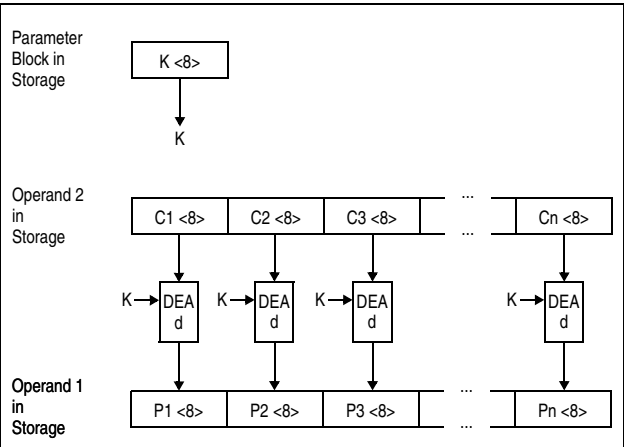 Parameter
Block in
Storage
K <8>
K
Operand 2
in
Storage
...
C1 <8> C2 <8> C3 <8> Cn <8>
...
K DEA K DEA K DEA K DEA
d d d d
Operand 1
in
Storage
...
P1 <8> P2 <8> P3 <8> Pn <8>
...